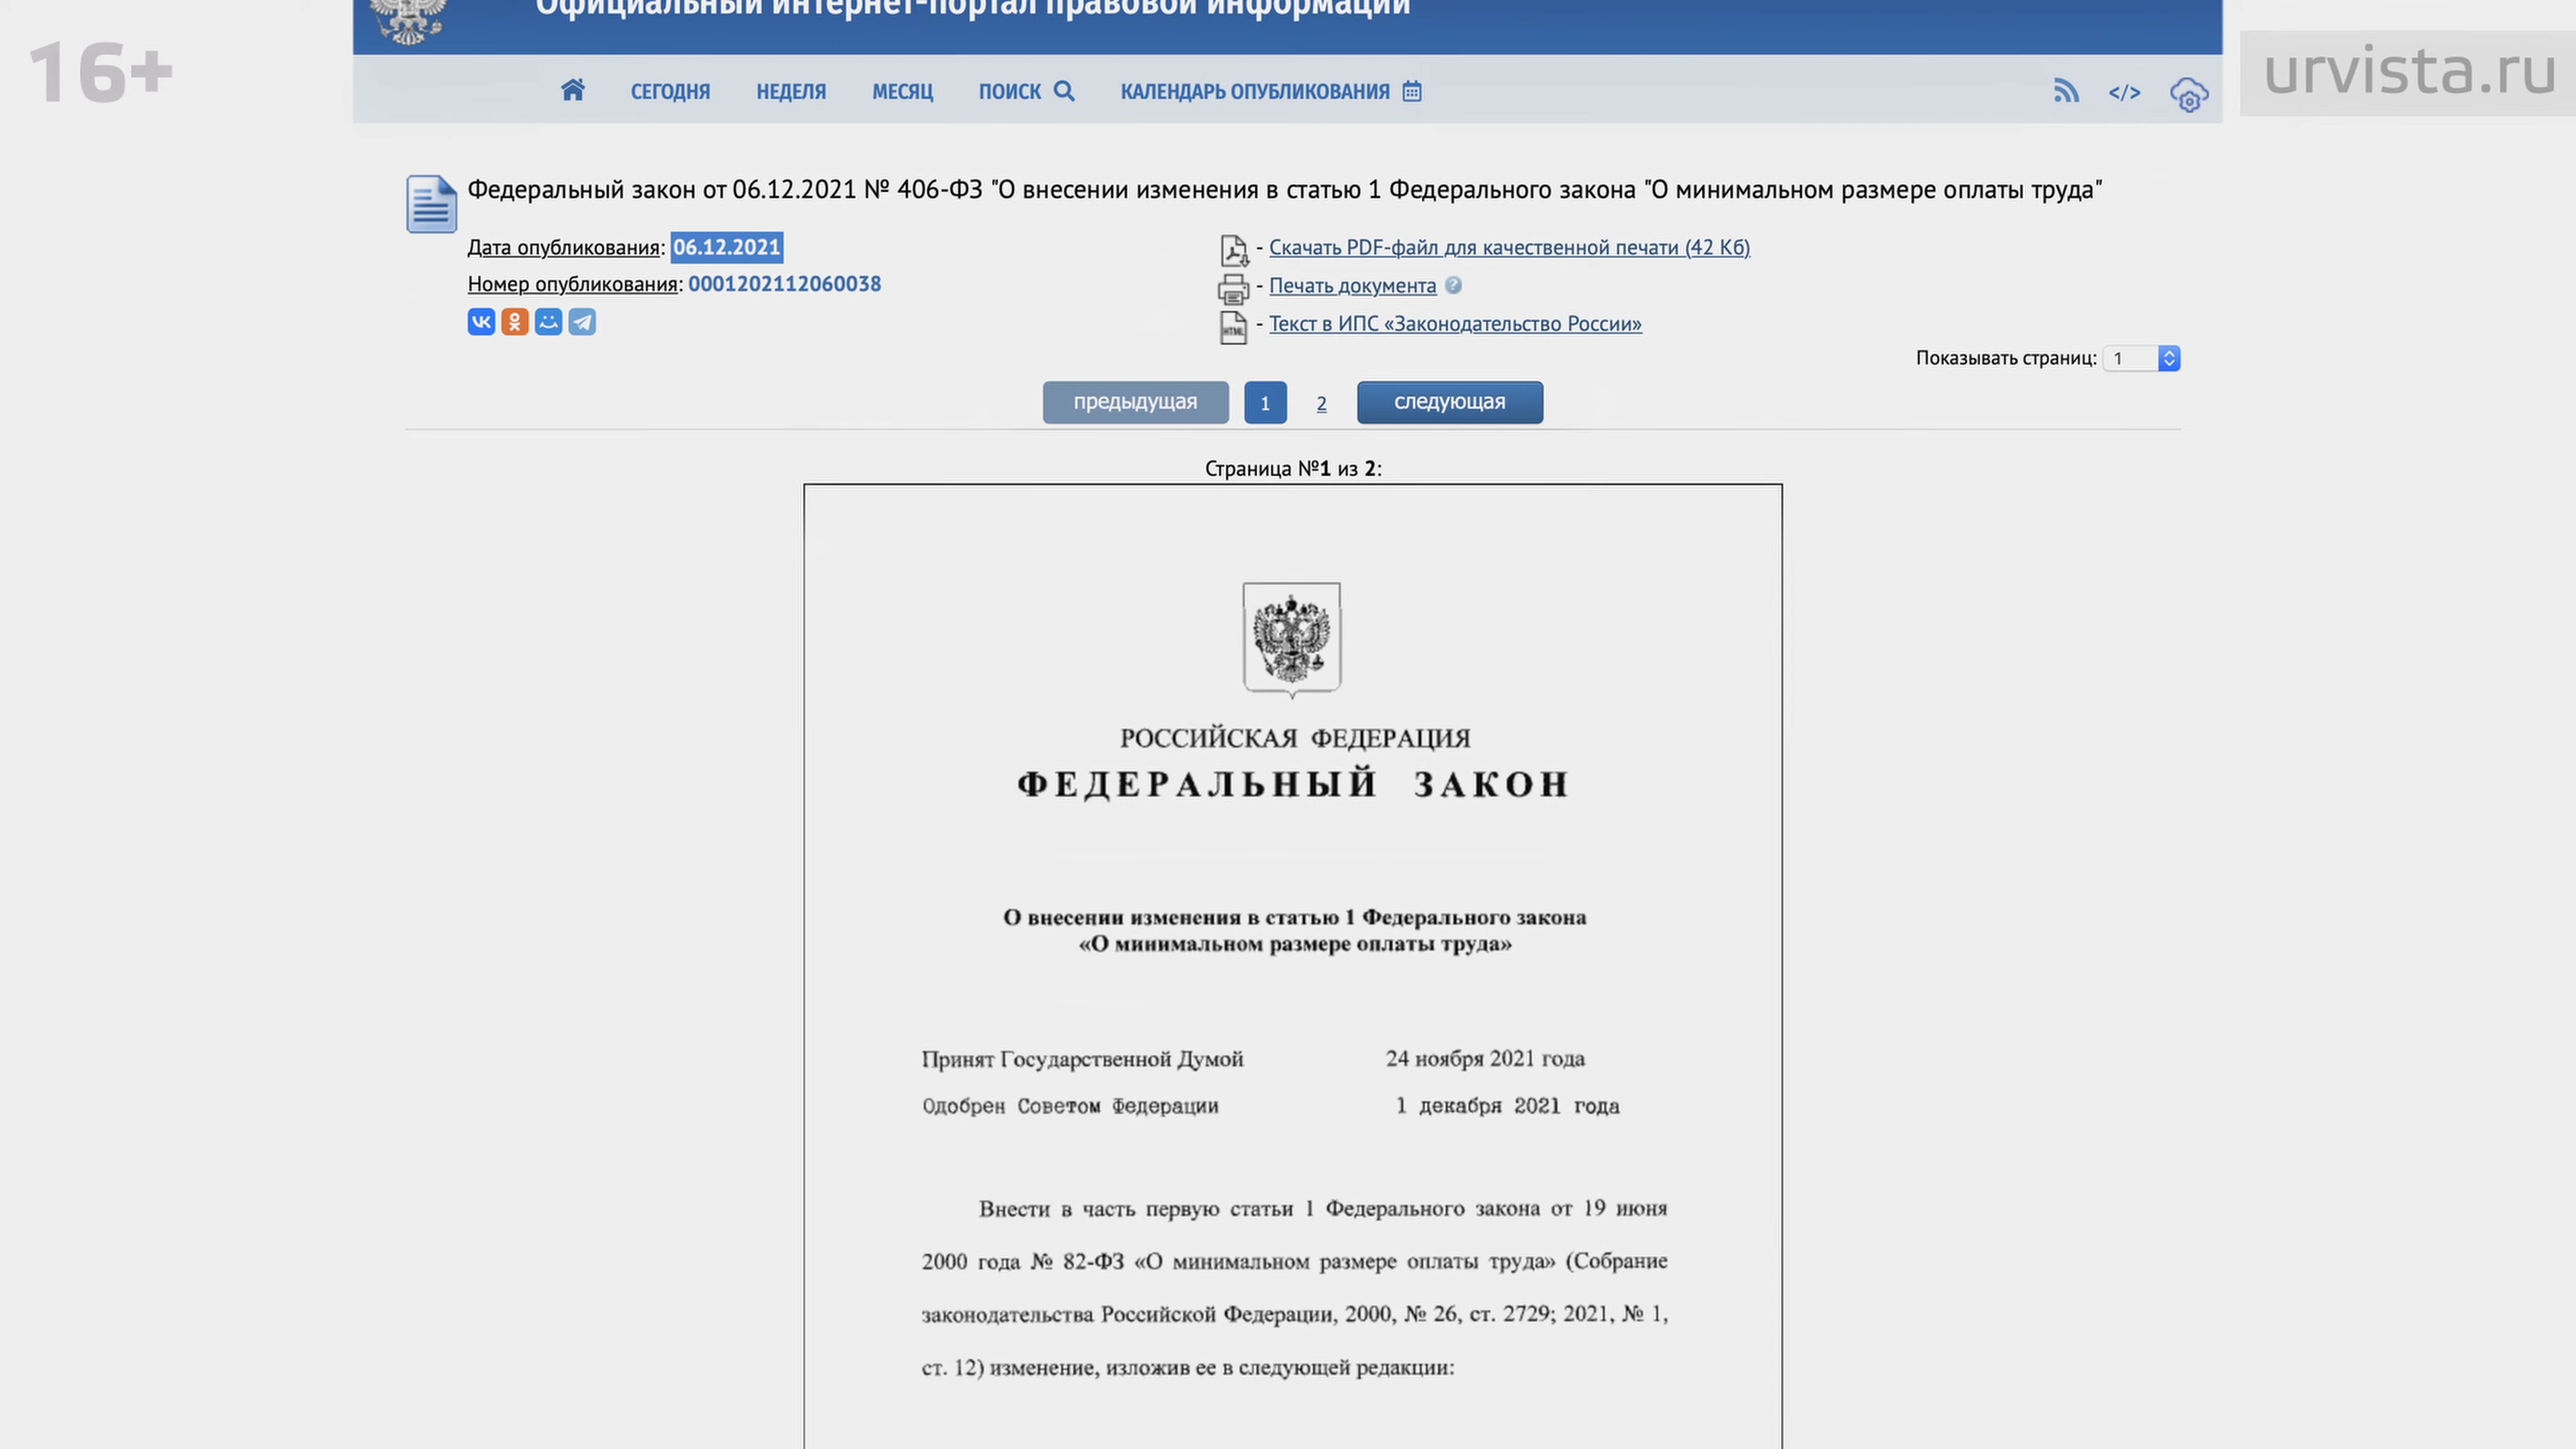 Официальный интернет-портал правовой информации
16+
urvista.ru
СЕГОДНЯ НЕДЕЛЯ МЕСЯЦ ПОИСК КАЛЕНДАРЬ ОПУБЛИКОВАНИЯ </>
Федеральный закон от 06.12.2021 № 406-ФЗ "О внесении изменения в статью 1 Федерального закона "О минимальном размере оплаты труда"
Дата опубликования: 06.12.2021
Номер опубликования: 0001202112060038
- Скачать PDF-файл для качественной печати (42 Кб)
- Печать документа ?
HTML - Текст в ИПС «Законодательство России»
Показывать страниц: 1
предыдущая 1 2 следующая
Страница №1 из 2:
РОССИЙСКАЯ ФЕДЕРАЦИЯ
ФЕДЕРАЛЬНЫЙ ЗАКОН
О внесении изменения в статью 1 Федерального закона
«О минимальном размере оплаты труда»
Принят Государственной Думой 24 ноября 2021 года
Одобрен Советом Федерации 1 декабря 2021 года
Внести в часть первую статьи 1 Федерального закона от 19 июня
2000 года № 82-ФЗ «О минимальном размере оплаты труда» (Собрание
законодательства Российской Федерации, 2000, № 26, ст. 2729; 2021, № 1,
ст. 12) изменение, изложив ее в следующей редакции: